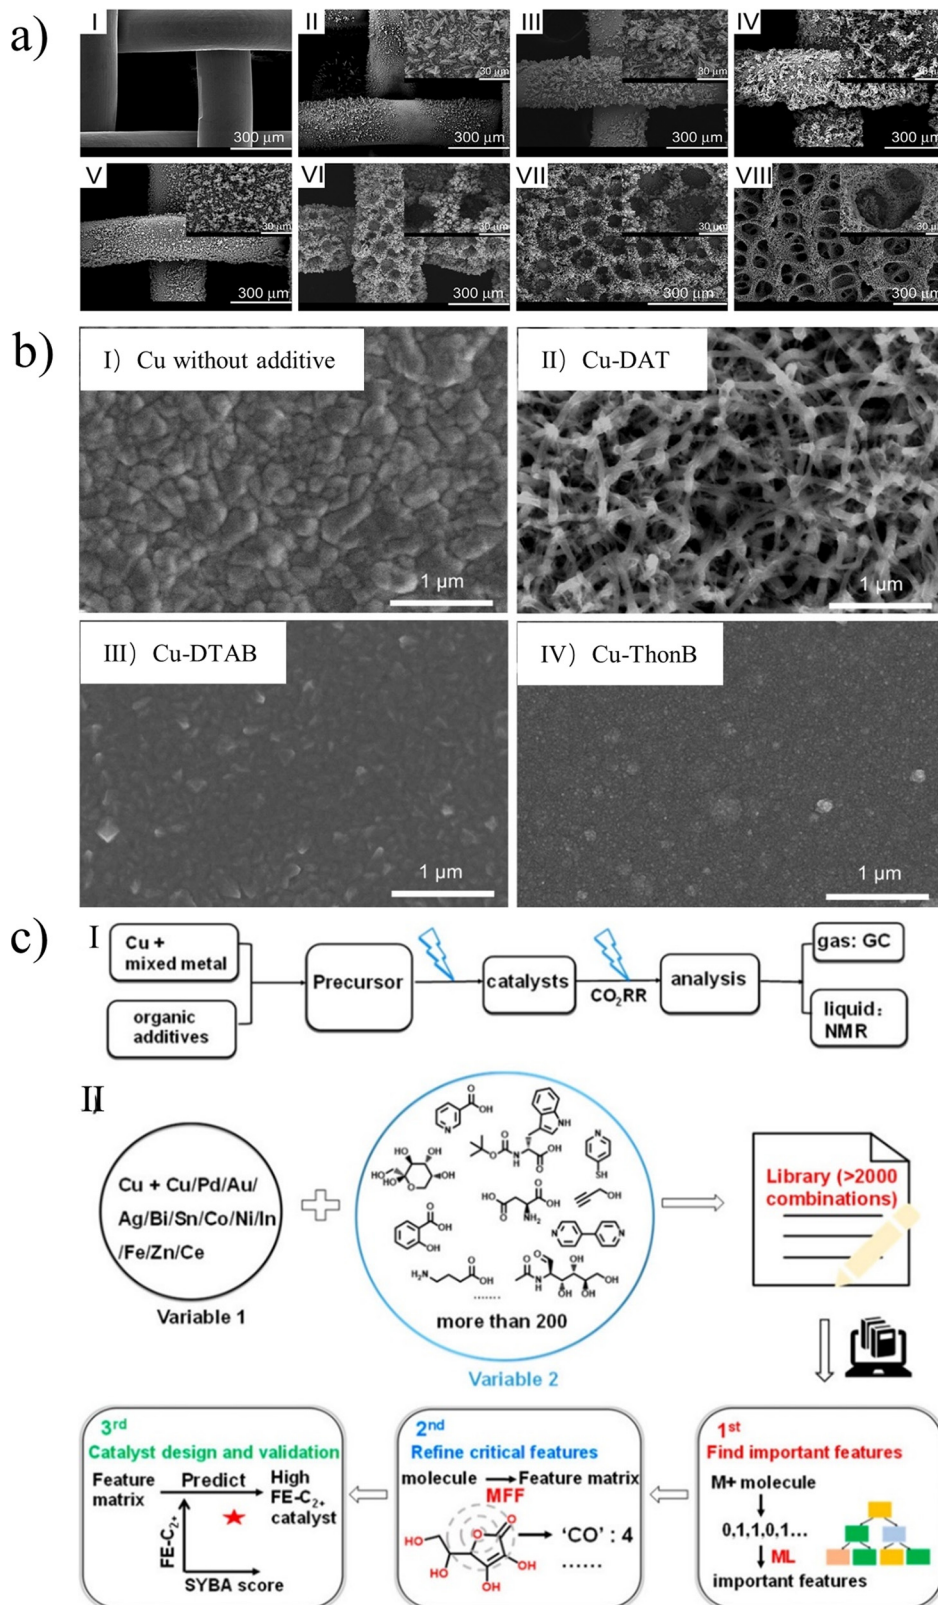 a)
I
300 μm
II
30 μm
300 μm
III
30 μm
300 μm
IV
30 μm
300 μm
V
30 μm
300 μm
VI
30 μm
300 μm
VII
30 μm
300 μm
VIII
30 μm
300 μm
b)
I) Cu without additive
1 μm
II) Cu-DAT
1 μm
III) Cu-DTAB
1 μm
IV) Cu-ThonB
1 μm
c)
I
Cu +
mixed metal
organic
additives
Precursor
catalysts
CO₂RR
analysis
gas: GC
liquid:
NMR
II
Cu + Cu/Pd/Au/
Ag/Bi/Sn/Co/Ni/In
/Fe/Zn/Ce
Variable 1
more than 200
Variable 2
Library (>2000
combinations)
1st
Find important features
M+ molecule
0,1,1,0,1...
ML
important features
2nd
Refine critical features
molecule
Feature matrix
MFF
'CO' : 4
......
3rd
Catalyst design and validation
Feature
matrix
Predict
High
FE-C₂₊
catalyst
FE-C₂₊
SYBA score